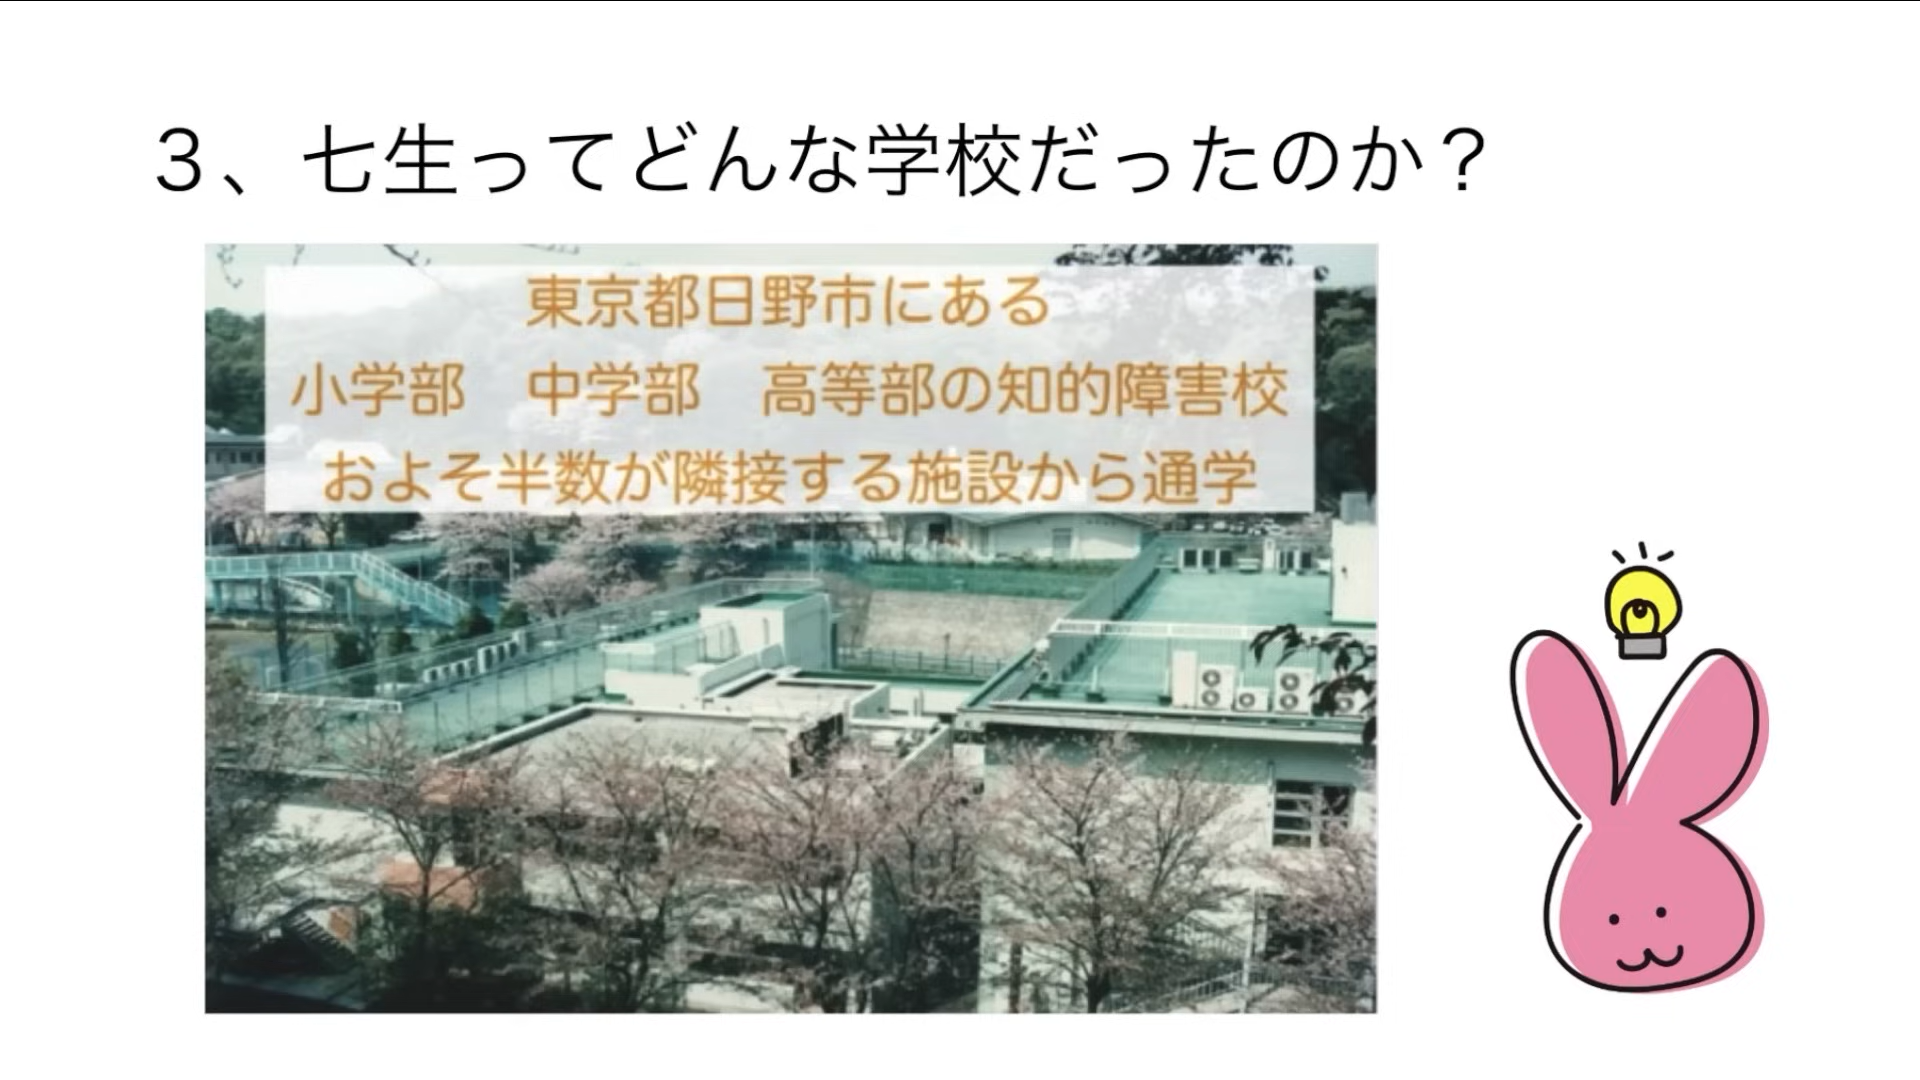 ３、七生ってどんな学校だったのか？
東京都日野市にある
小学部　中学部　高等部の知的障害校
およそ半数が隣接する施設から通学